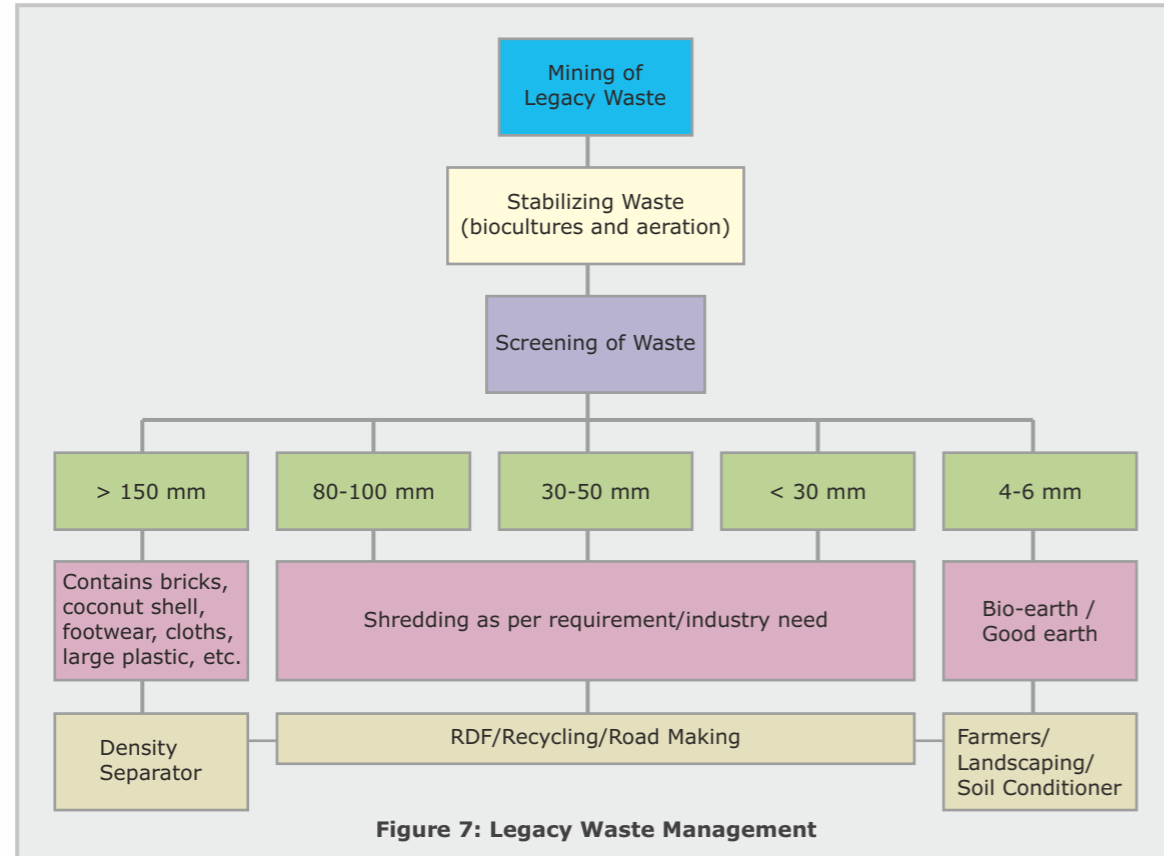 Mining of
Legacy Waste
Stabilizing Waste
(biocultures and aeration)
Screening of Waste
> 150 mm
80-100 mm
30-50 mm
< 30 mm
4-6 mm
Contains bricks,
coconut shell,
footwear, cloths,
large plastic, etc.
Shredding as per requirement/industry need
Bio-earth /
Good earth
Density
Separator
RDF/Recycling/Road Making
Farmers/
Landscaping/
Soil Conditioner
Figure 7: Legacy Waste Management